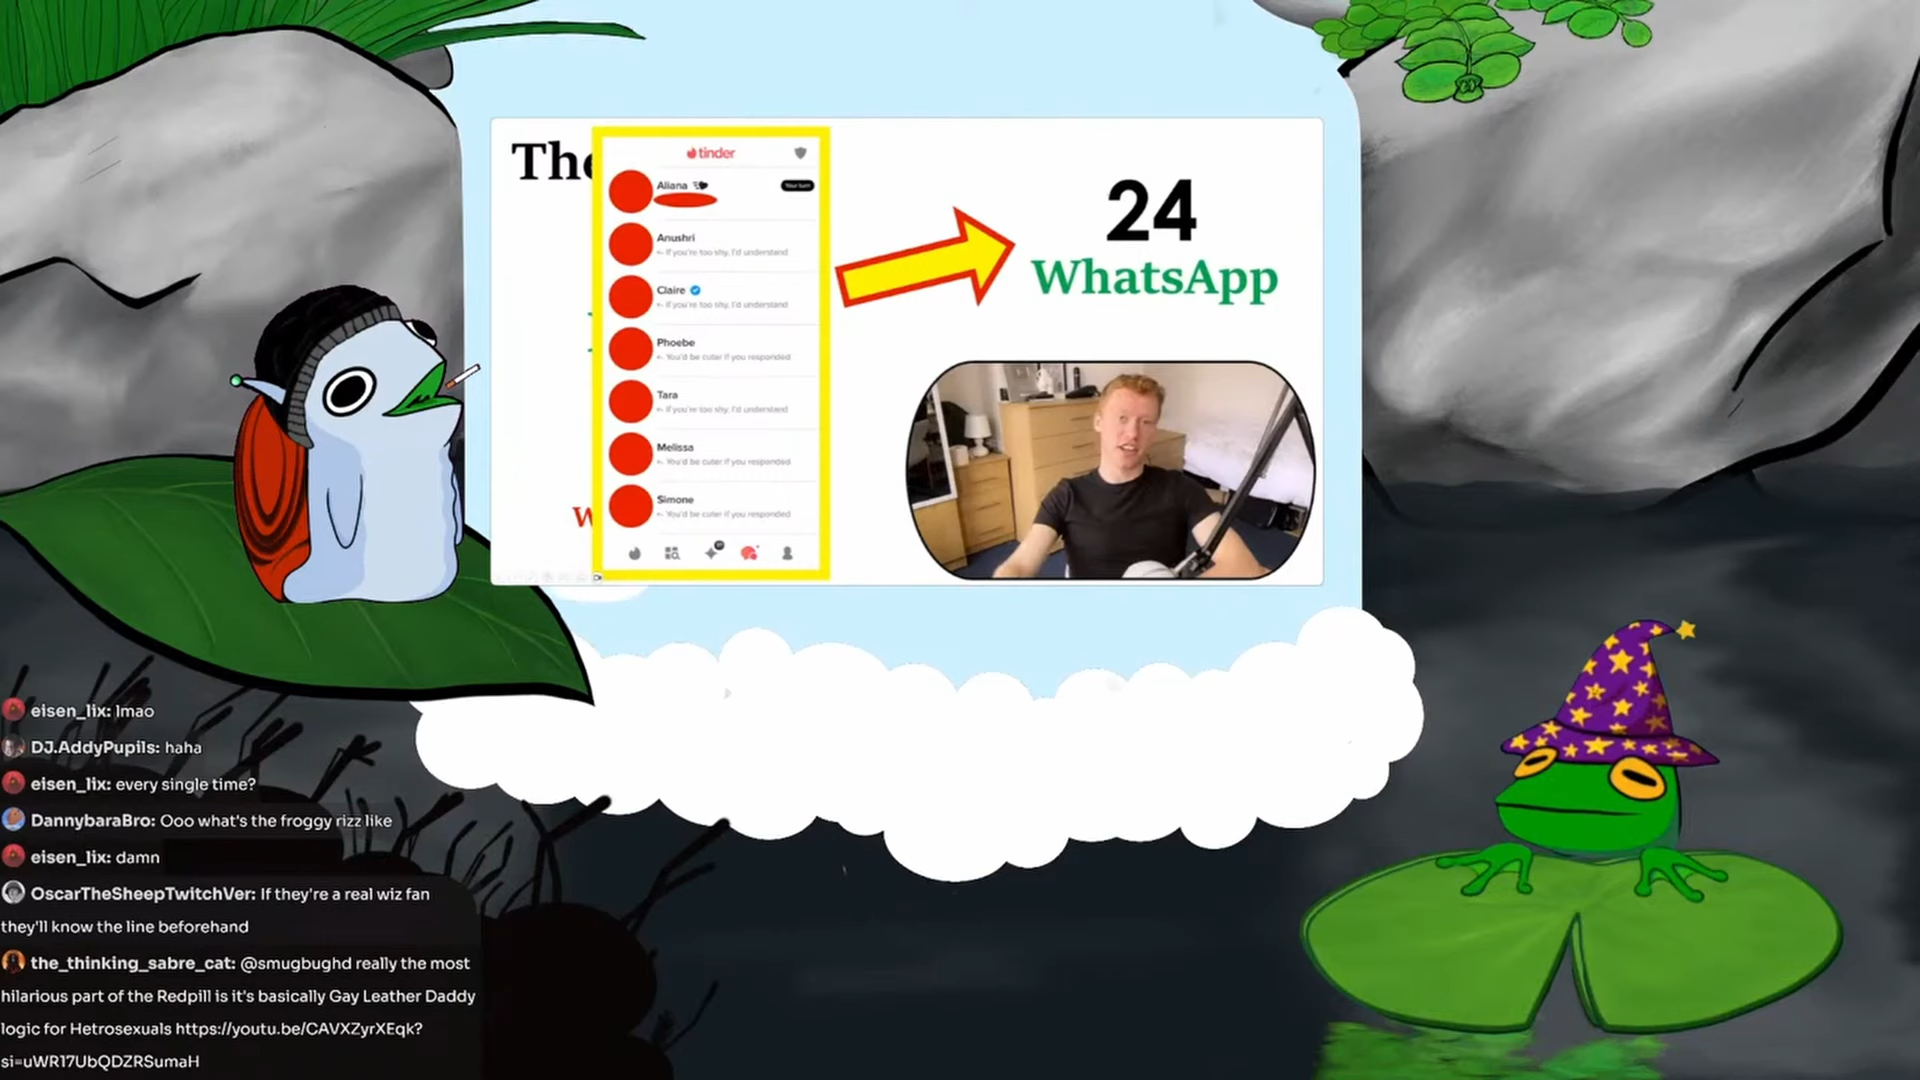 The
tinder
Aliana
Your turn
Anushri
If you're too shy, I'd understand
Claire
If you're too shy, I'd understand
Phoebe
You'd be cuter if you responded
Tara
If you're too shy, I'd understand
Melissa
You'd be cuter if you responded
Simone
You'd be cuter if you responded
W
24
WhatsApp
eisen_lix: lmao
DJ.AddyPupils: haha
eisen_lix: every single time?
DannybaraBro: Ooo what's the froggy rizz like
eisen_lix: damn
OscarTheSheepTwitchVer: If they're a real wiz fan
they'll know the line beforehand
the_thinking_sabre_cat: @smugbughd really the most
hilarious part of the Redpill is it's basically Gay Leather Daddy
logic for Hetrosexuals https://youtu.be/CAVXZyrXEqk?
si=uWR17UbQDZRSumaH